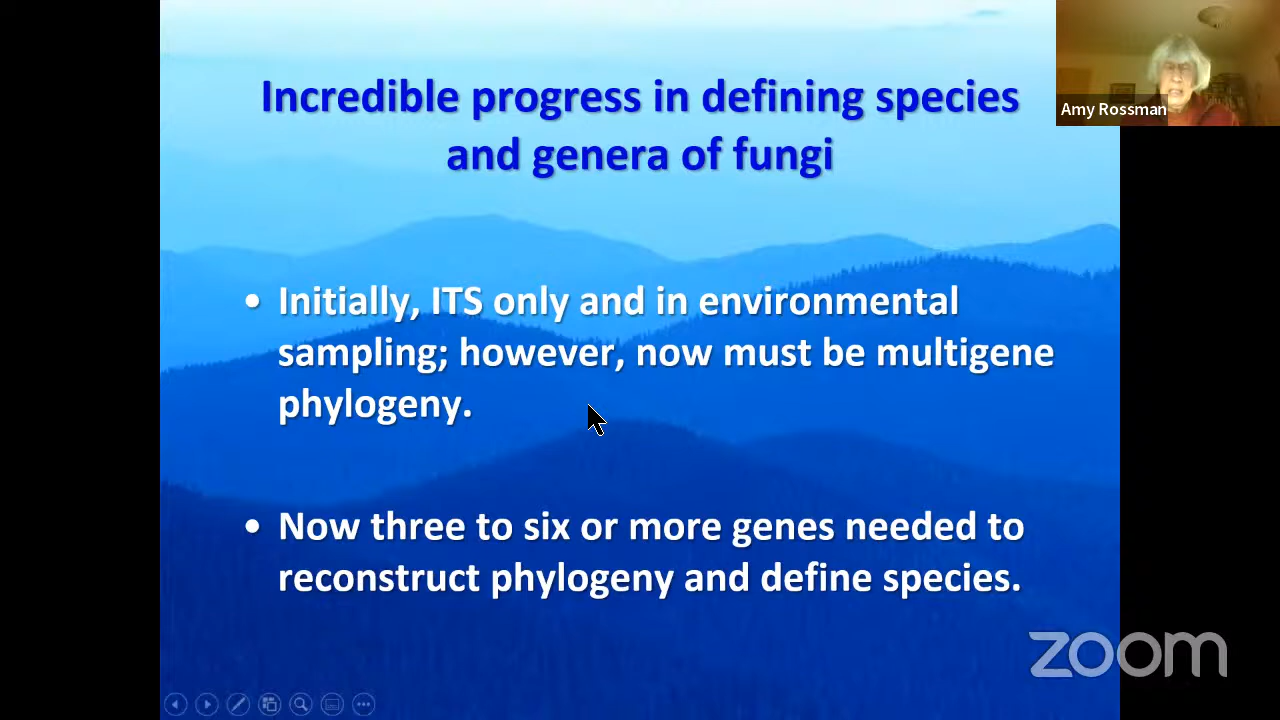 Incredible progress in defining species
and genera of fungi
Amy Rossman
• Initially, ITS only and in environmental
sampling; however, now must be multigene
phylogeny.
• Now three to six or more genes needed to
reconstruct phylogeny and define species.
zoom